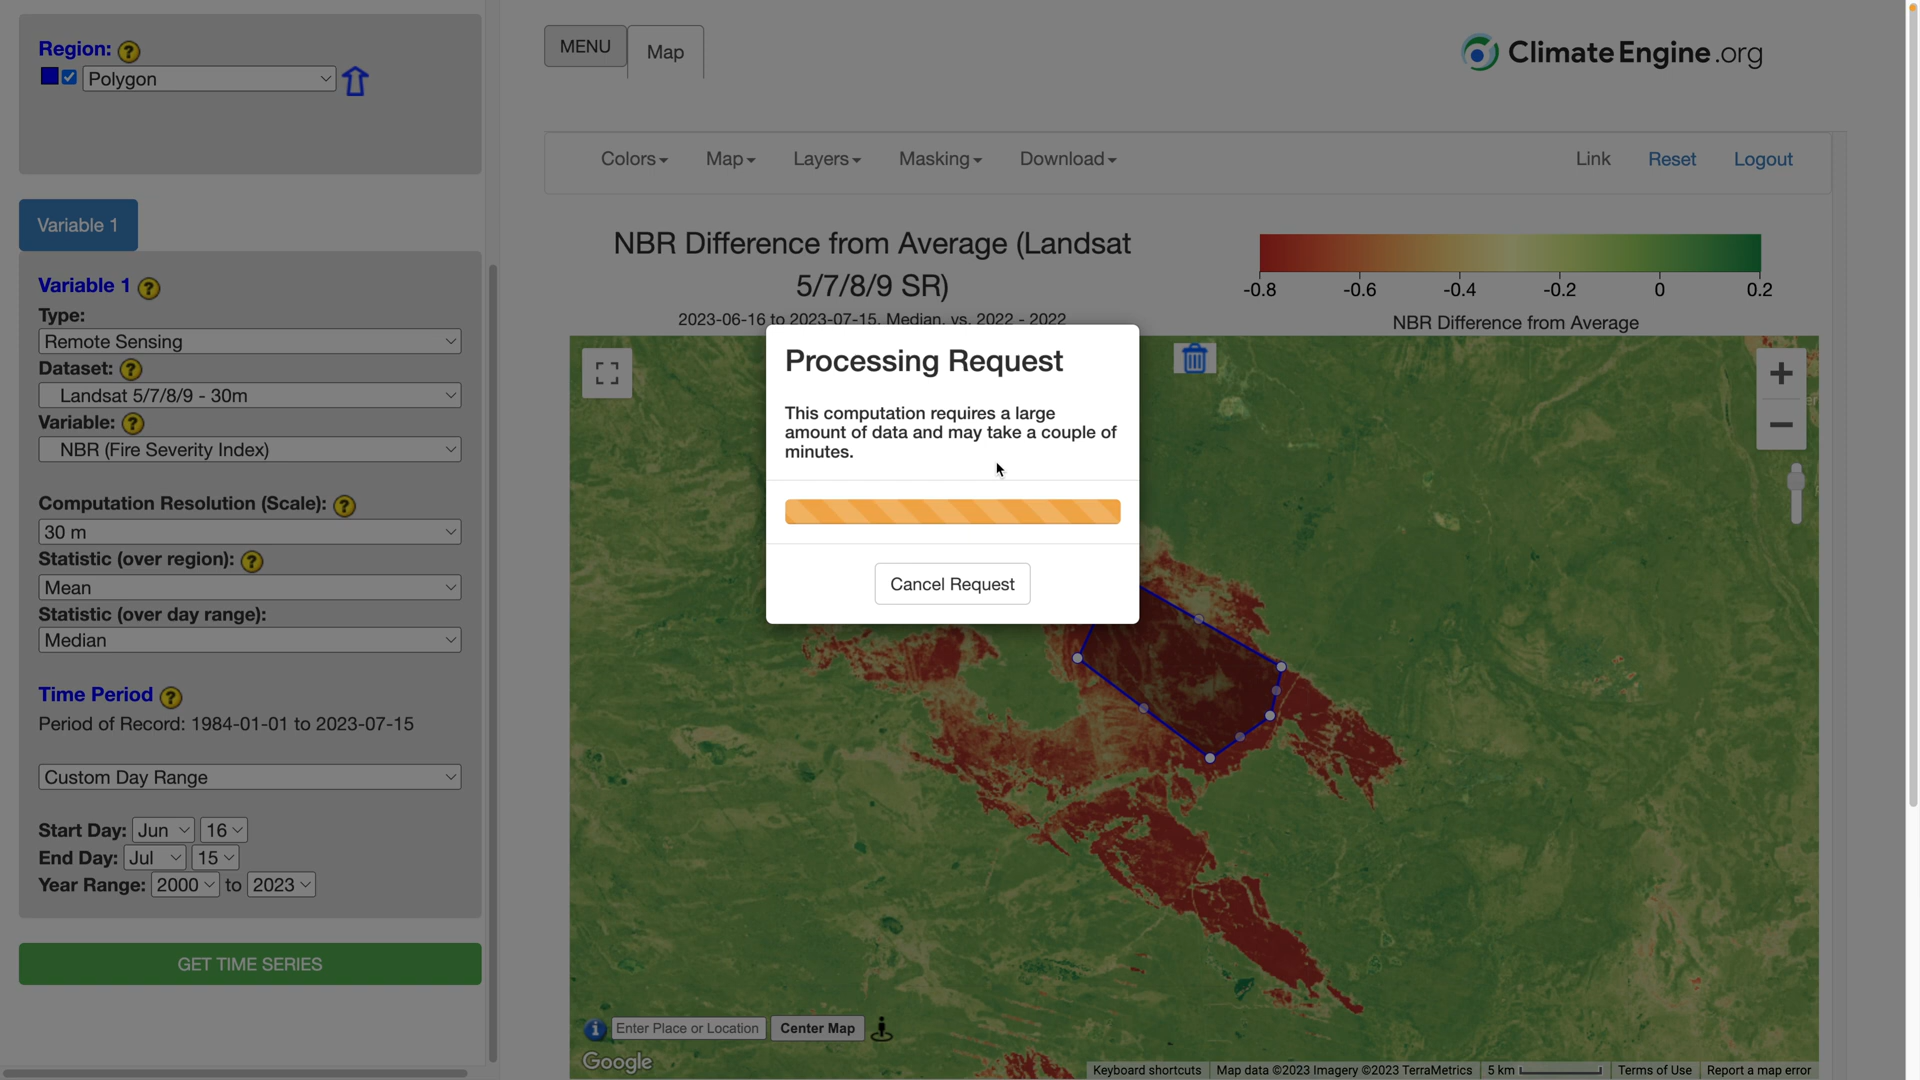 Region: ?
Polygon
Variable 1
Variable 1 ?
Type:
Remote Sensing
Dataset: ?
Landsat 5/7/8/9 - 30m
Variable: ?
NBR (Fire Severity Index)
Computation Resolution (Scale): ?
30 m
Statistic (over region): ?
Mean
Statistic (over day range):
Median
Time Period ?
Period of Record: 1984-01-01 to 2023-07-15
Custom Day Range
Start Day: Jun 16
End Day: Jul 15
Year Range: 2000 to 2023
GET TIME SERIES
MENU
Map
ClimateEngine.org
Colors
Map
Layers
Masking
Download
Link
Reset
Logout
NBR Difference from Average (Landsat
5/7/8/9 SR)
2023-06-16 to 2023-07-15, Median, vs. 2022 - 2022
-0.8 -0.6 -0.4 -0.2 0 0.2
NBR Difference from Average
Processing Request
This computation requires a large
amount of data and may take a couple of
minutes.
Cancel Request
i
Enter Place or Location
Center Map
Google
Keyboard shortcuts
Map data ©2023 Imagery ©2023 TerraMetrics
5 km
Terms of Use
Report a map error